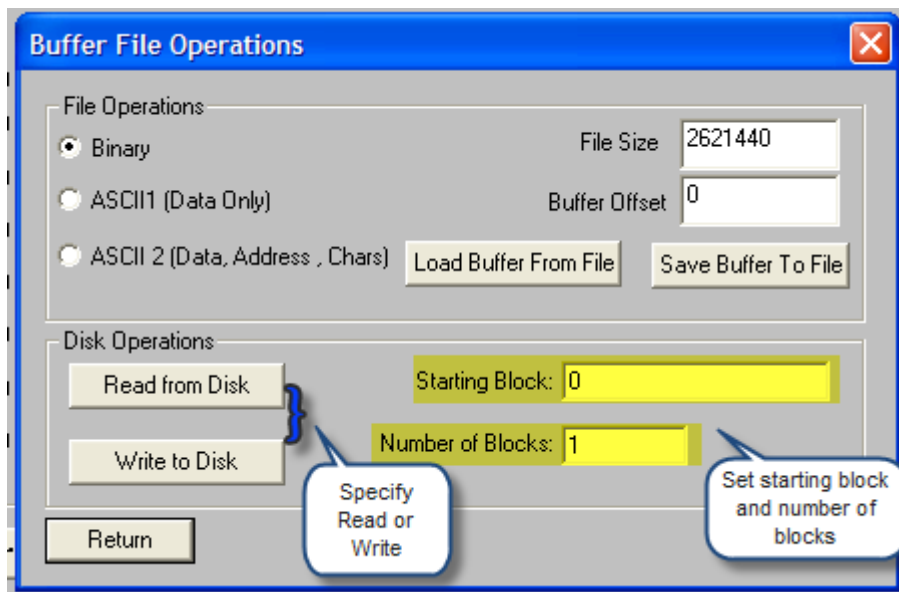 Buffer File Operations
File Operations
Binary
File Size 2621440
ASCII1 (Data Only)
Buffer Offset 0
ASCII 2 (Data, Address , Chars)
Load Buffer From File
Save Buffer To File
Disk Operations
Read from Disk
Starting Block: 0
Write to Disk
Number of Blocks: 1
Specify
Read or
Write
Set starting block
and number of
blocks
Return